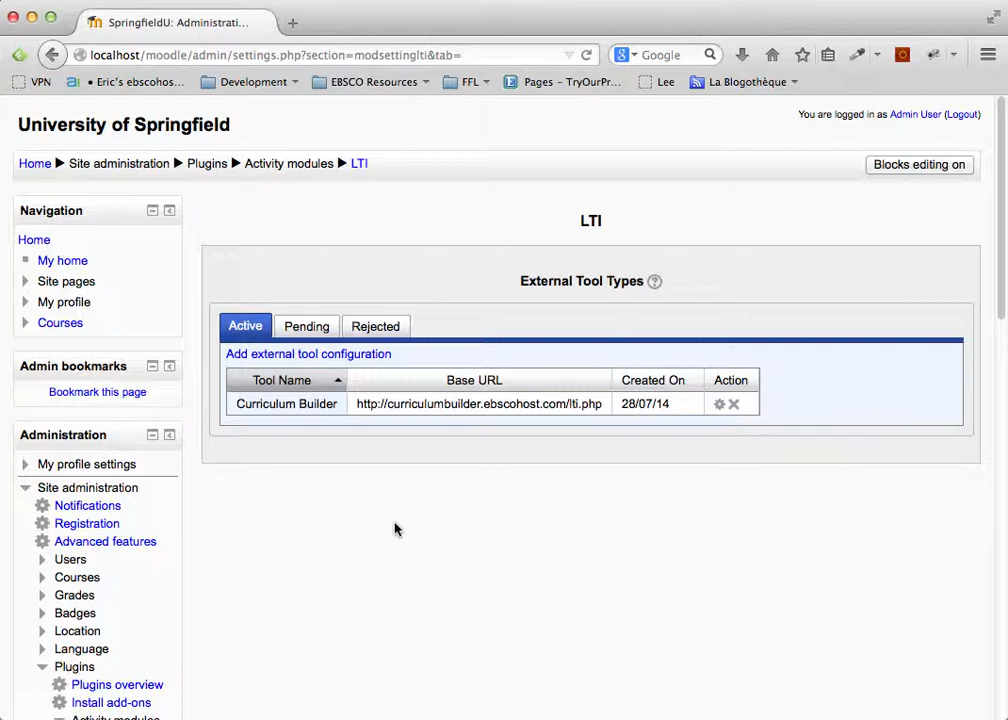 SpringfieldU: Administrati...
localhost/moodle/admin/settings.php?section=modsettinglti&tab=
Google
VPN
• Eric's ebscohos...
Development
EBSCO Resources
FFL
Pages - TryOurPr...
Lee
La Blogothèque
You are logged in as Admin User (Logout)
University of Springfield
Home ▶ Site administration ▶ Plugins ▶ Activity modules ▶ LTI
Blocks editing on
Navigation
Home
My home
Site pages
My profile
Courses
Admin bookmarks
Bookmark this page
Administration
My profile settings
Site administration
Notifications
Registration
Advanced features
Users
Courses
Grades
Badges
Location
Language
Plugins
Plugins overview
Install add-ons
Activity modules
LTI
External Tool Types
Active Pending Rejected
Add external tool configuration
Tool Name Base URL Created On Action
Curriculum Builder http://curriculumbuilder.ebscohost.com/lti.php 28/07/14